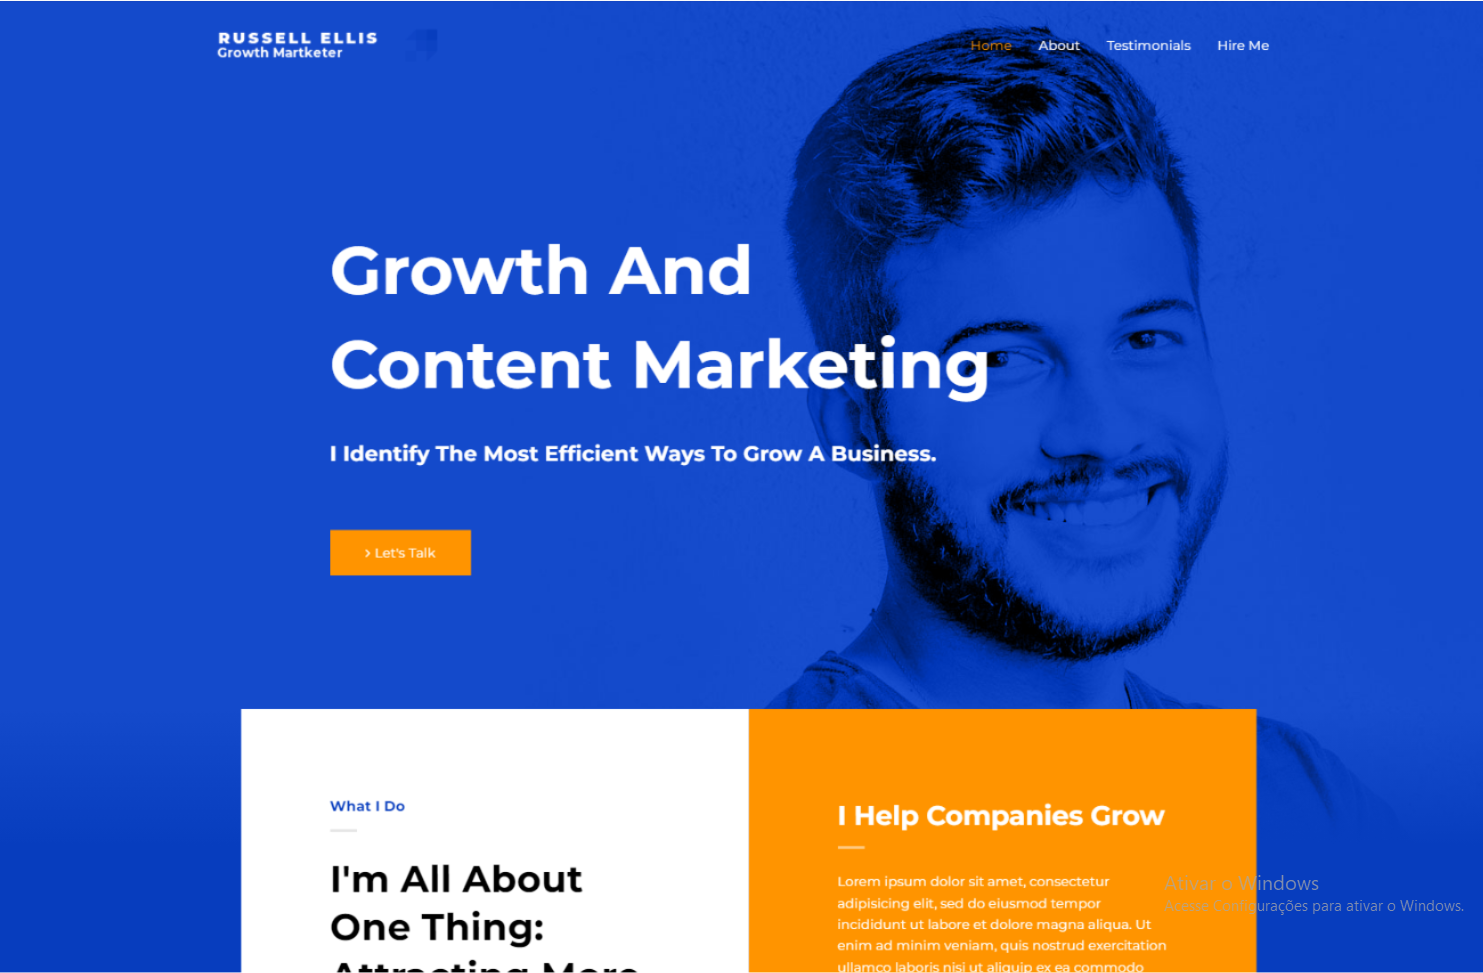 RUSSELL ELLIS
Growth Martketer
Home About Testimonials Hire Me
Growth And
Content Marketing
I Identify The Most Efficient Ways To Grow A Business.
> Let's Talk
What I Do
I'm All About
One Thing:
Attracting More
I Help Companies Grow
Lorem ipsum dolor sit amet, consectetur
adipisicing elit, sed do eiusmod tempor
incididunt ut labore et dolore magna aliqua. Ut
enim ad minim veniam, quis nostrud exercitation
ullamco laboris nisi ut aliquip ex ea commodo
Ativar o Windows
Acesse Configurações para ativar o Windows.